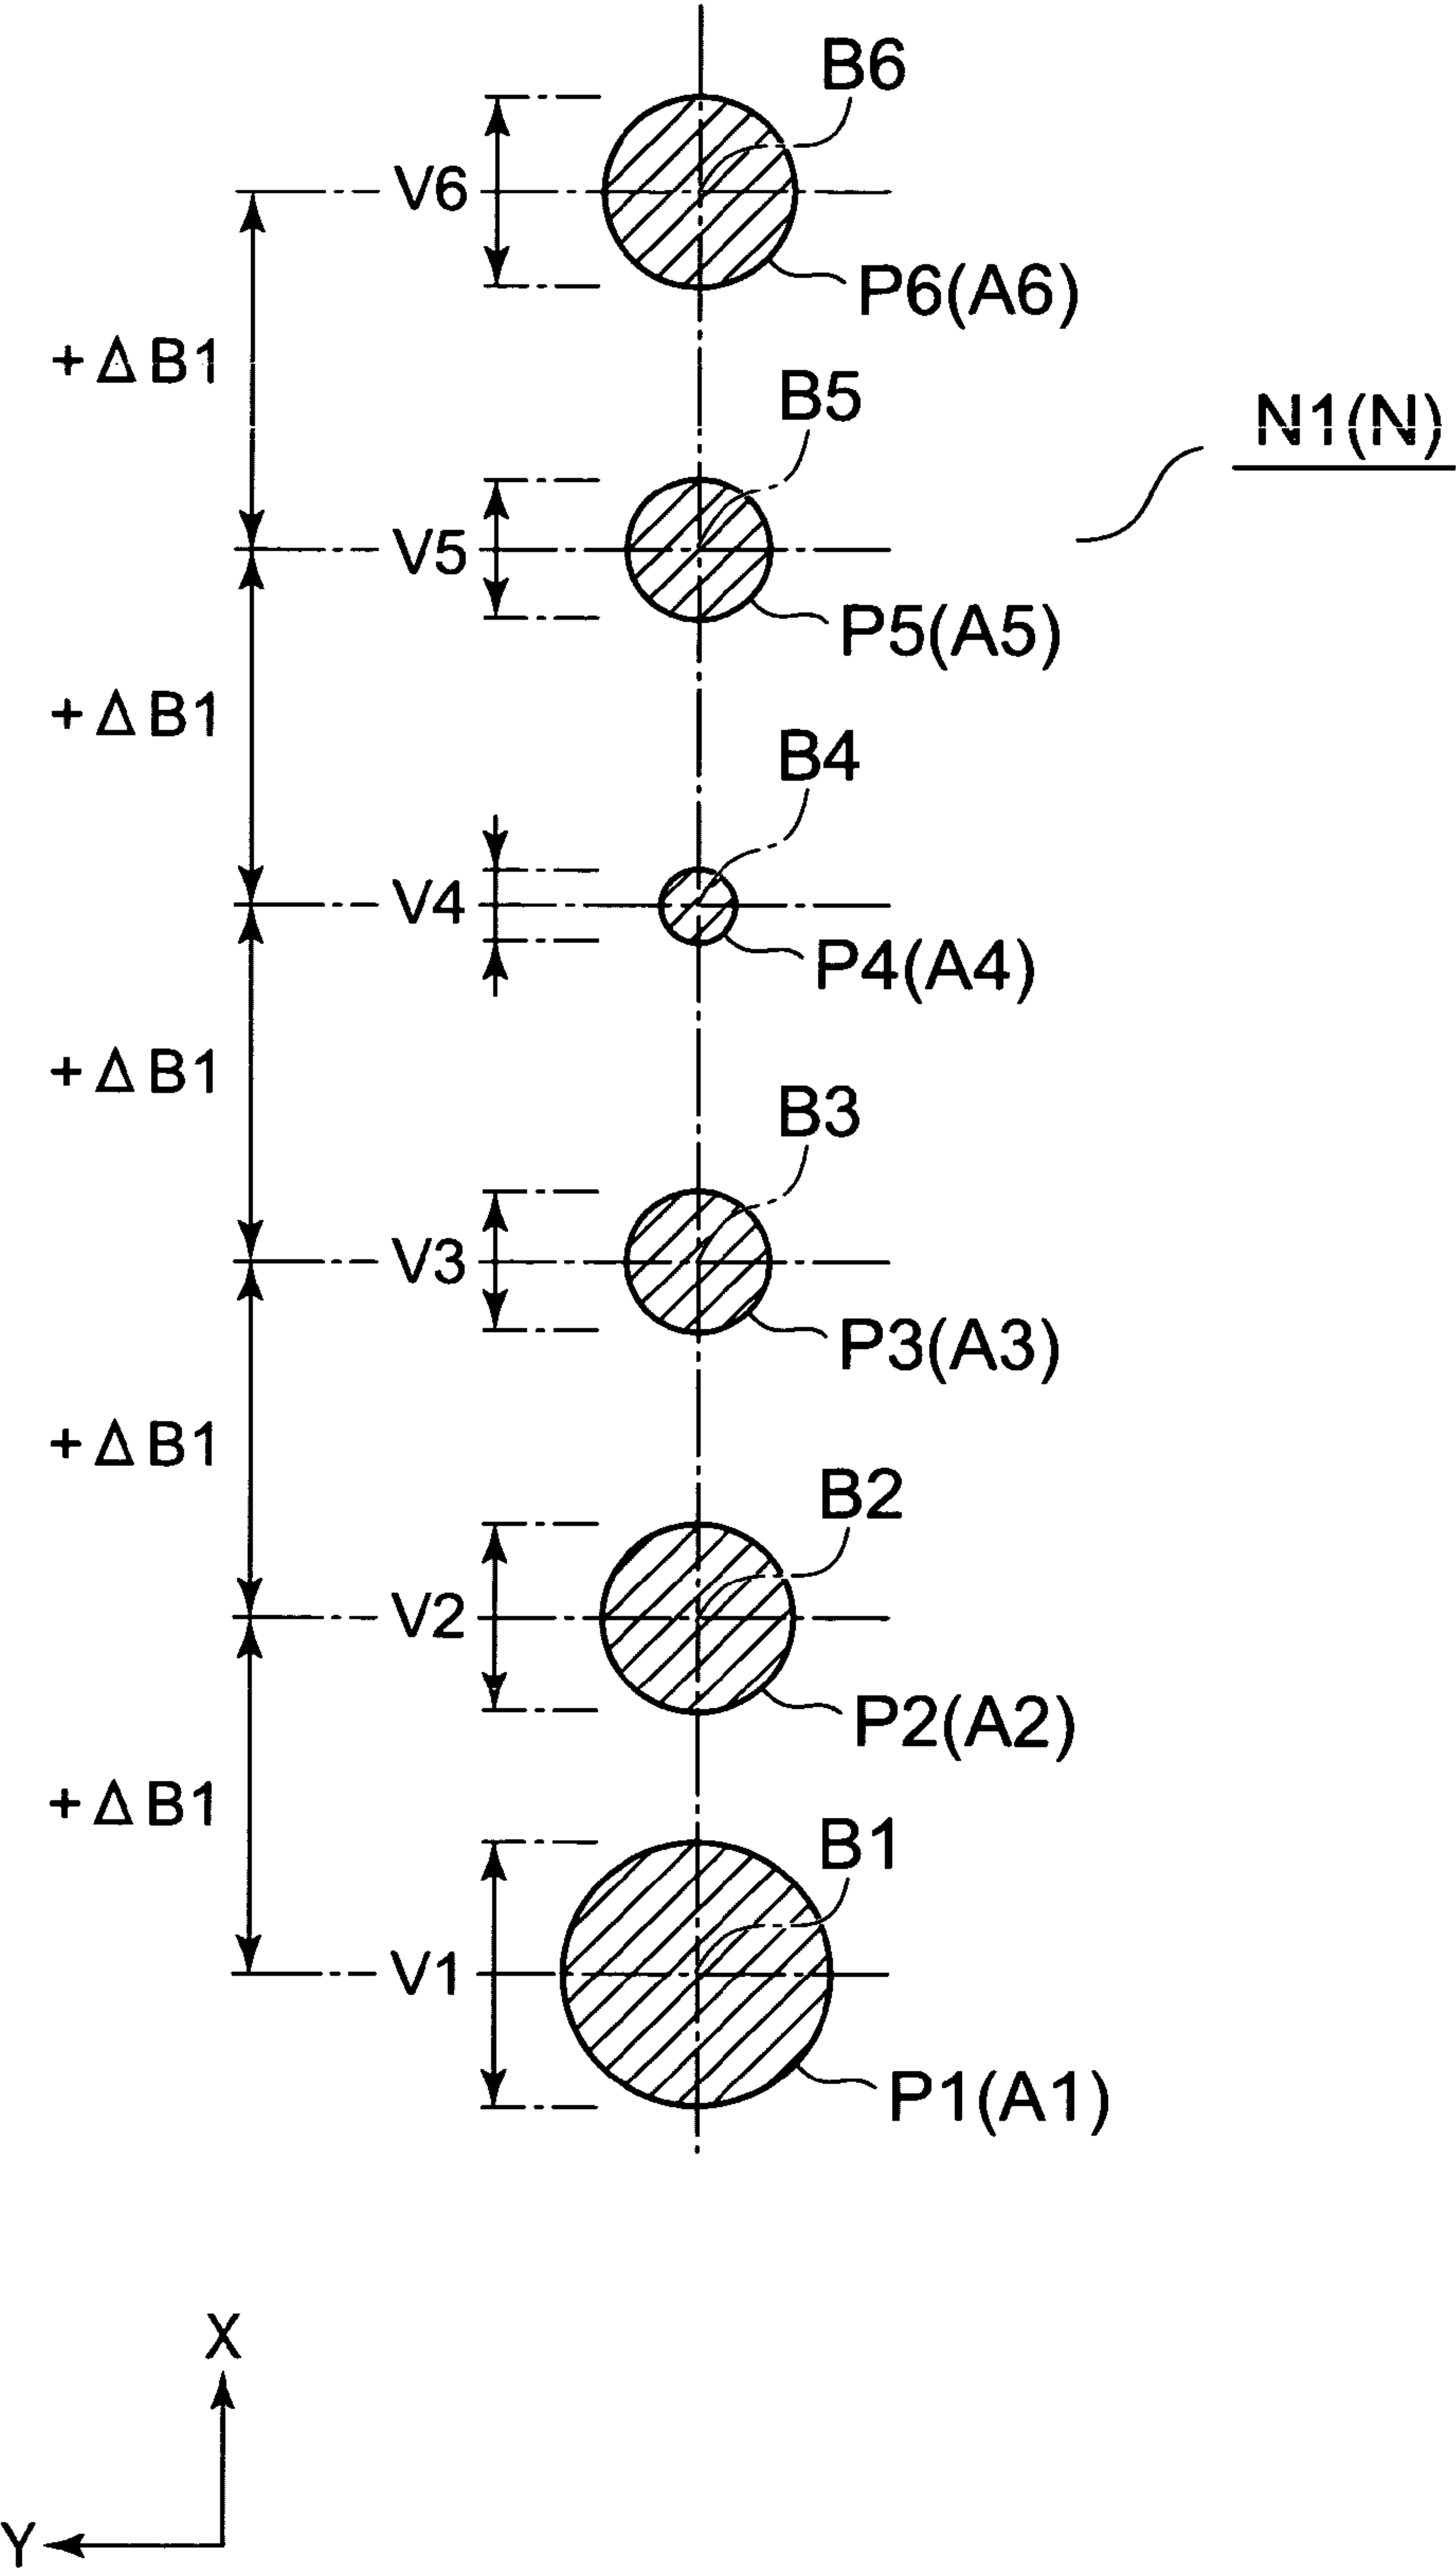 B6
V6
P6(A6)
+ΔB1
B5
N1(N)
V5
P5(A5)
+ΔB1
B4
V4
P4(A4)
+ΔB1
B3
V3
P3(A3)
+ΔB1
B2
V2
P2(A2)
+ΔB1
B1
V1
P1(A1)
X
Y